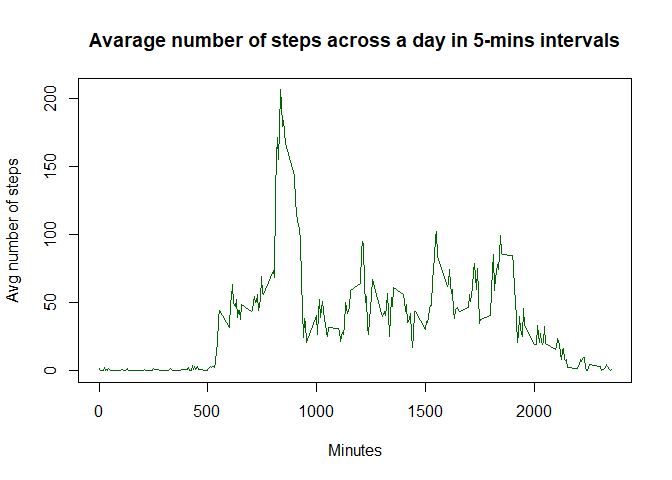 Avarage number of steps across a day in 5-mins intervals
Avg number of steps
200
150
100
50
0
0 500 1000 1500 2000
Minutes